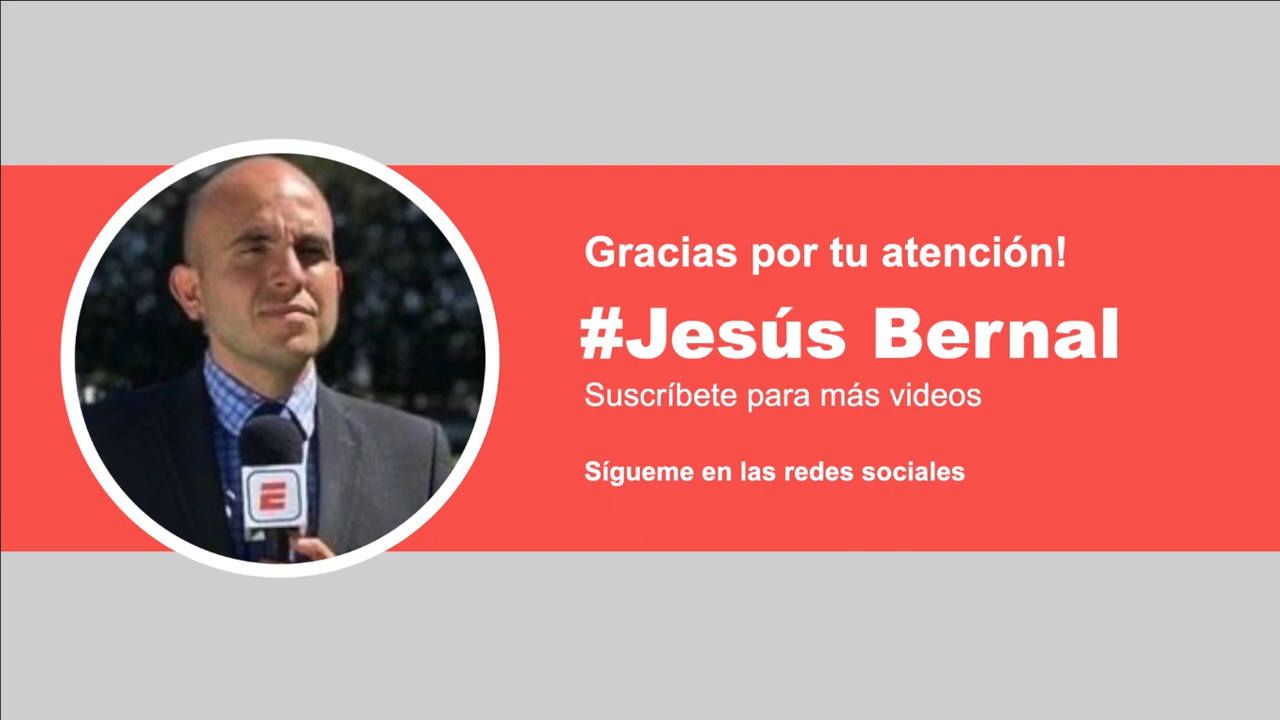 Gracias por tu atención!
#Jesús Bernal
Suscríbete para más videos
Sígueme en las redes sociales
E